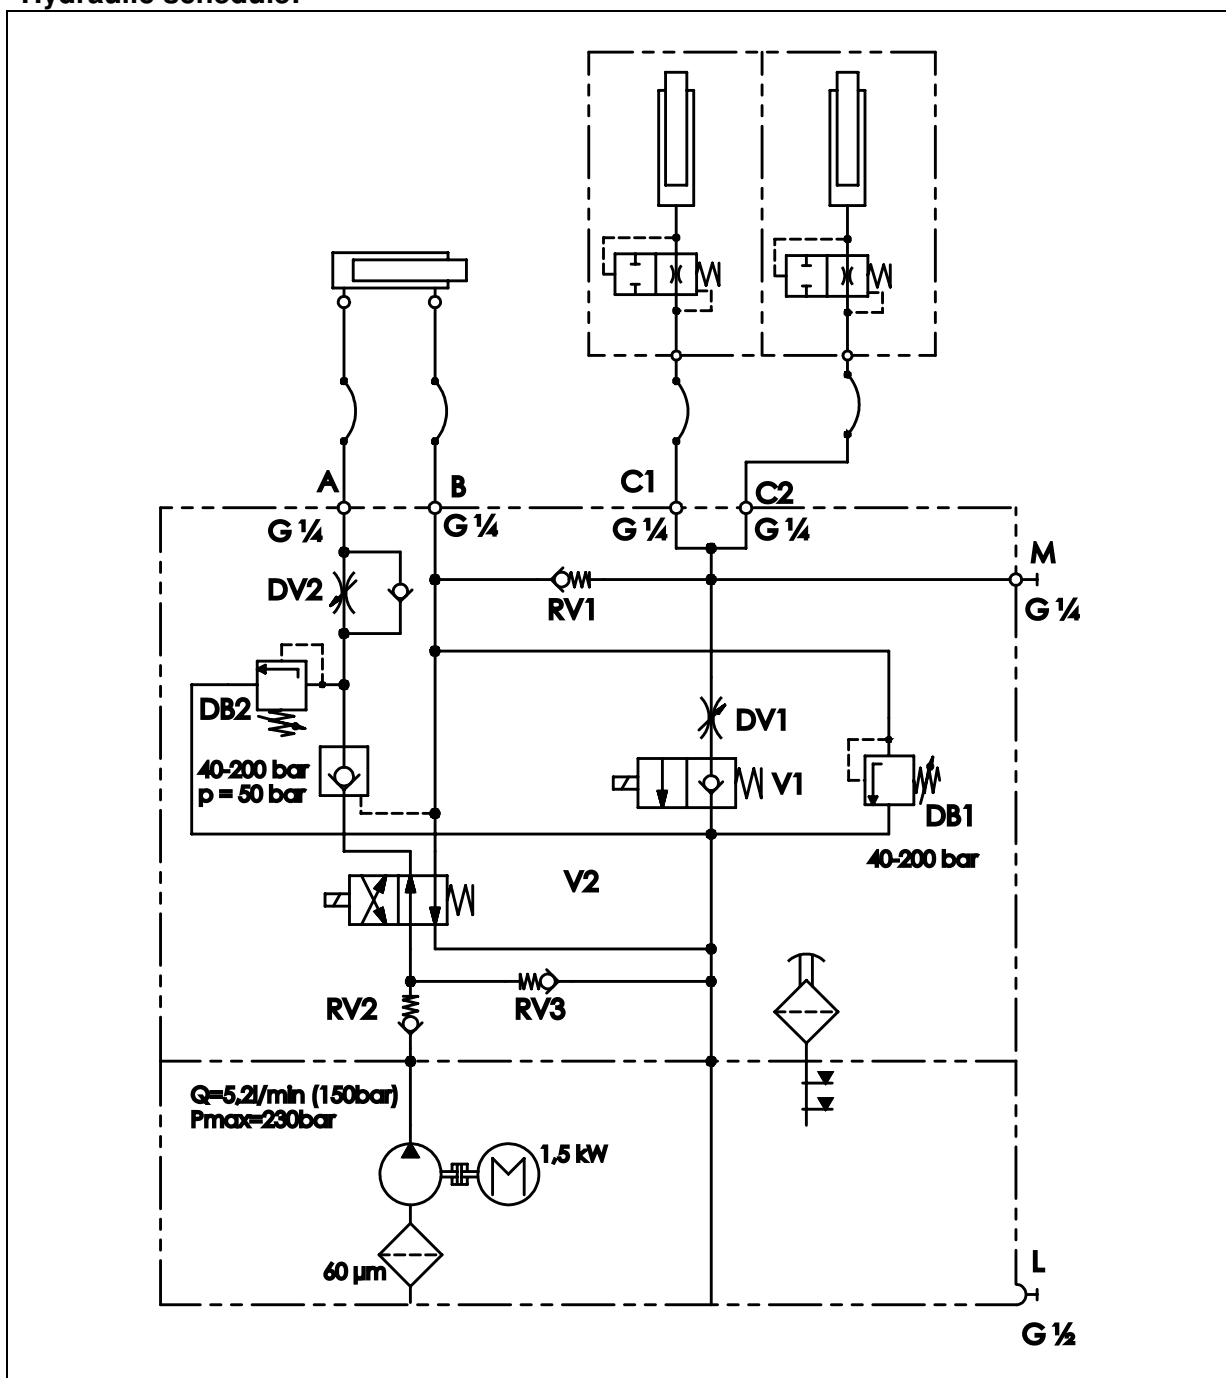 Hydraulic schedule:
A
B
C1
C2
G ¼
G ¼
G ¼
G ¼
M
DV2
RV1
G ¼
DB2
DV1
40-200 bar
p = 50 bar
V1
DB1
40-200 bar
V2
RV2
RV3
Q=5,2l/min (150bar)
Pmax=230bar
1,5 kW
M
60 µm
L
G ½